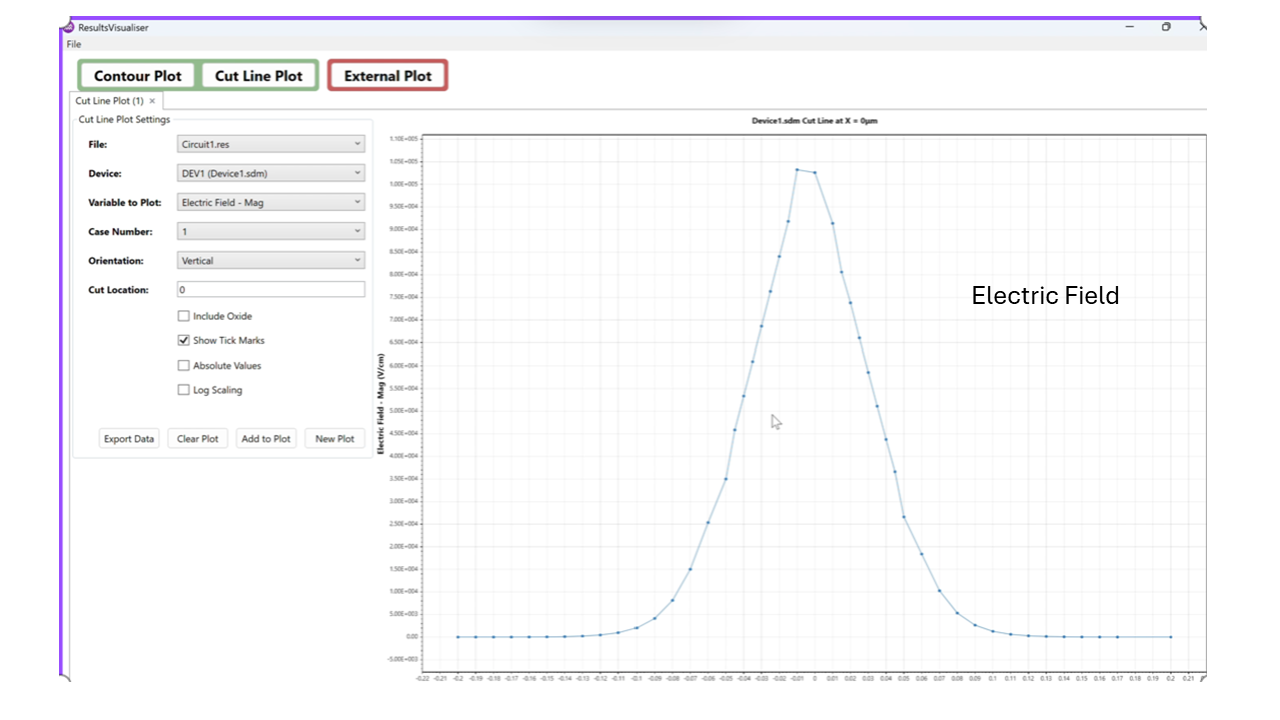 ResultsVisualiser
File
Contour Plot Cut Line Plot External Plot
Cut Line Plot (1) ×
Cut Line Plot Settings
File: Circuit1.res
Device: DEV1 (Device1.sdm)
Variable to Plot: Electric Field - Mag
Case Number: 1
Orientation: Vertical
Cut Location: 0
Include Oxide
Show Tick Marks
Absolute Values
Log Scaling
Export Data Clear Plot Add to Plot New Plot
Device1.sdm Cut Line at X = 0µm
Electric Field - Mag (V/cm)
1.10E+005
1.05E+005
1.00E+005
9.50E+004
9.00E+004
8.50E+004
8.00E+004
7.50E+004
7.00E+004
6.50E+004
6.00E+004
5.50E+004
5.00E+004
4.50E+004
4.00E+004
3.50E+004
3.00E+004
2.50E+004
2.00E+004
1.50E+004
1.00E+004
5.00E+003
0.00
-5.00E+003
Electric Field
-0.22 -0.21 -0.2 -0.19 -0.18 -0.17 -0.16 -0.15 -0.14 -0.13 -0.12 -0.11 -0.1 -0.09 -0.08 -0.07 -0.06 -0.05 -0.04 -0.03 -0.02 -0.01 0 0.01 0.02 0.03 0.04 0.05 0.06 0.07 0.08 0.09 0.1 0.11 0.12 0.13 0.14 0.15 0.16 0.17 0.18 0.19 0.2 0.21